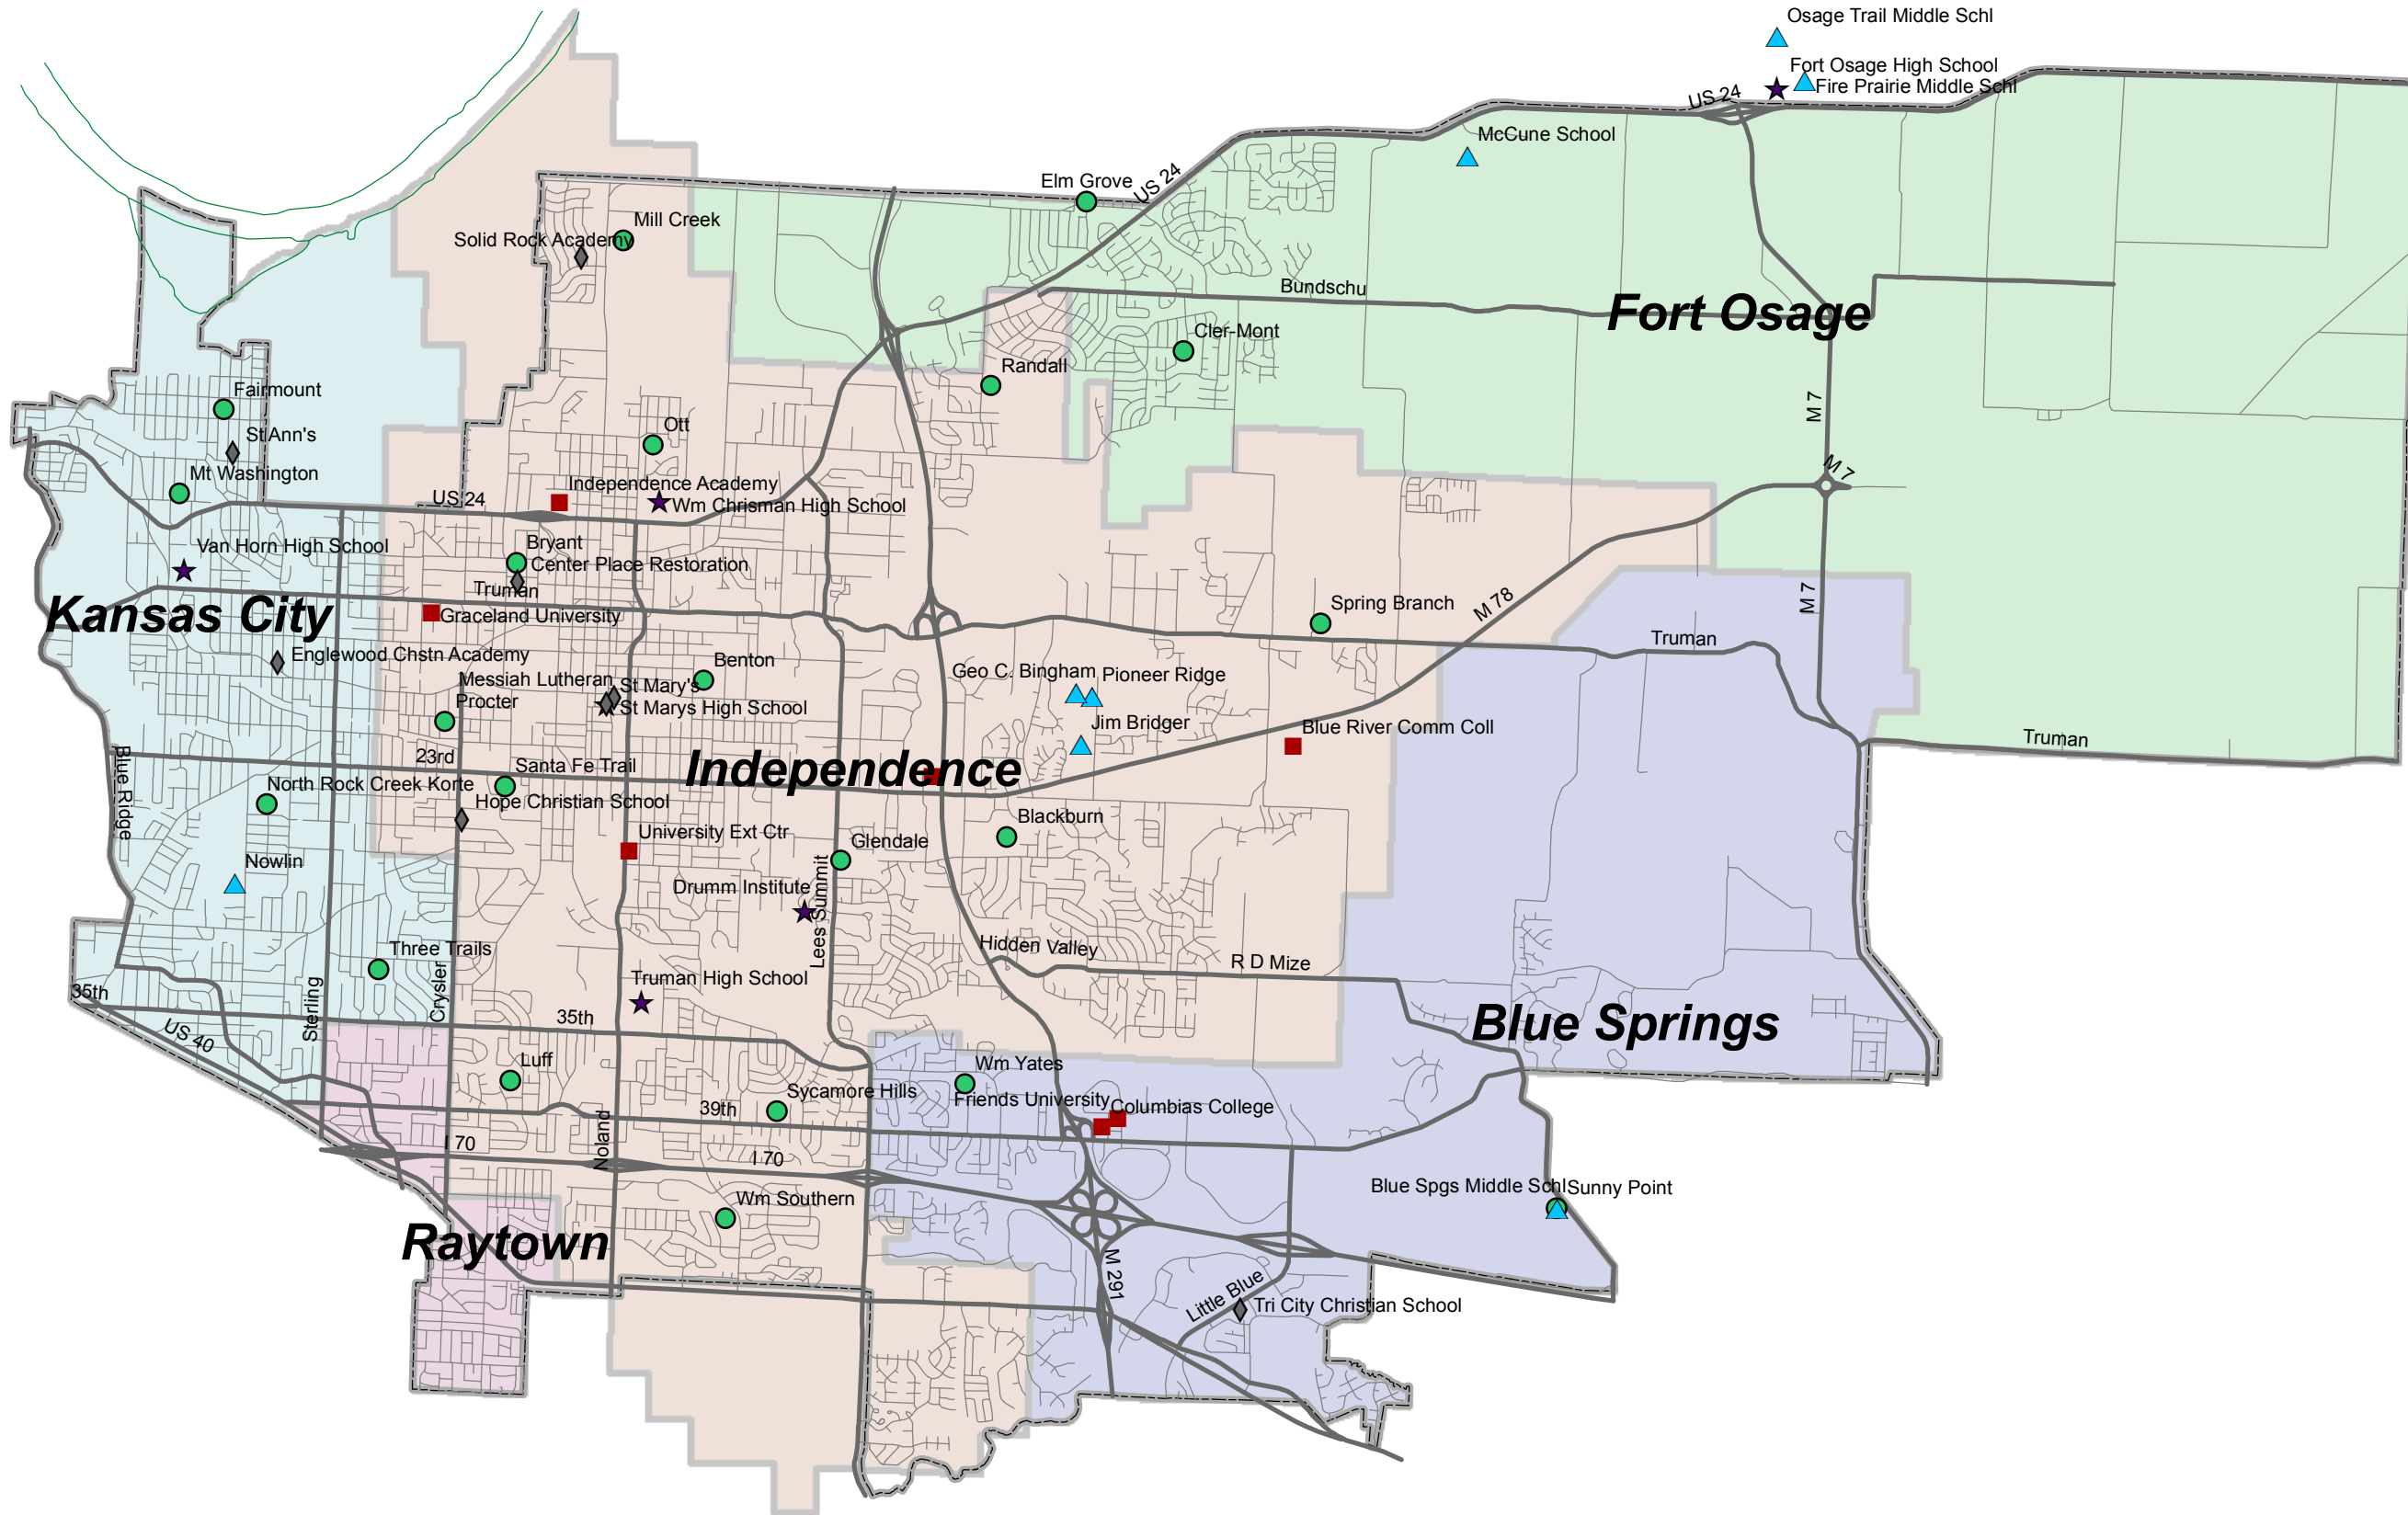 Osage Trail Middle Schl
Fort Osage High School
Fire Prairie Middle Schl
US 24
McCune School
Elm Grove
US 24
Mill Creek
Solid Rock Academy
Bundschu
Fort Osage
Cler-Mont
Randall
Fairmount
M 7
Ott
St Ann's
Mt Washington
M 7
Independence Academy
US 24
Wm Chrisman High School
Van Horn High School
Bryant
Center Place Restoration
Truman
M 78
M 7
Spring Branch
Kansas City
Graceland University
Truman
Englewood Chstn Academy
Benton
Geo C. Bingham
Pioneer Ridge
Messiah Lutheran
St Mary's
Procter
St Marys High School
Jim Bridger
Blue River Comm Coll
Truman
23rd
Santa Fe Trail
Independence
Blue Ridge
North Rock Creek Korte
Hope Christian School
Blackburn
University Ext Ctr
Glendale
Nowlin
Drumm Institute
Lees Summit
Three Trails
Hidden Valley
R D Mize
Truman High School
35th
Sterling
Crysler
35th
Blue Springs
US 40
Luff
Wm Yates
Sycamore Hills
39th
Friends University
Columbias College
Noland
I 70
I 70
Wm Southern
Blue Spgs Middle Schl
Sunny Point
Raytown
M 291
Little Blue
Tri City Christian School